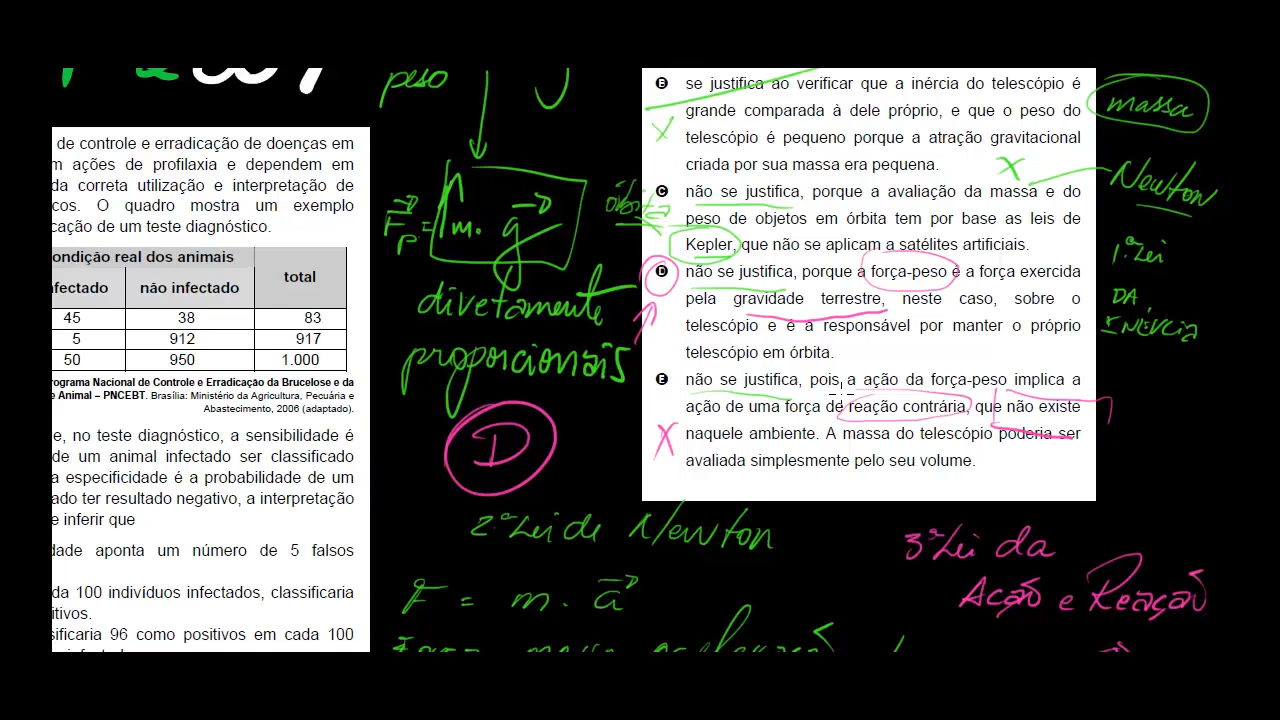 peso
de controle e erradicação de doenças em
m ações de profilaxia e dependem em
da correta utilização e interpretação de
cos. O quadro mostra um exemplo
cação de um teste diagnóstico.
ondição real dos animais total
nfectado não infectado
45 38 83
5 912 917
50 950 1.000
rograma Nacional de Controle e Erradicação da Brucelose e da
e Animal – PNCEBT. Brasília: Ministério da Agricultura, Pecuária e
Abastecimento, 2006 (adaptado).
e, no teste diagnóstico, a sensibilidade é
de um animal infectado ser classificado
a especificidade é a probabilidade de um
ado ter resultado negativo, a interpretação
e inferir que
dade aponta um número de 5 falsos
da 100 indivíduos infectados, classificaria
itivos.
sificaria 96 como positivos em cada 100
Fp = m. g
diretamente
proporcionais
D
2ª Lei de Newton
F = m. a
B se justifica ao verificar que a inércia do telescópio é
grande comparada à dele próprio, e que o peso do
telescópio é pequeno porque a atração gravitacional
criada por sua massa era pequena.
C não se justifica, porque a avaliação da massa e do
peso de objetos em órbita tem por base as leis de
Kepler, que não se aplicam a satélites artificiais.
D não se justifica, porque a força-peso é a força exercida
pela gravidade terrestre, neste caso, sobre o
telescópio e é a responsável por manter o próprio
telescópio em órbita.
E não se justifica, pois a ação da força-peso implica a
ação de uma força de reação contrária, que não existe
naquele ambiente. A massa do telescópio poderia ser
avaliada simplesmente pelo seu volume.
massa
Newton
1ª Lei
DA
INÉRCIA
3ª Lei da
Ação e Reação